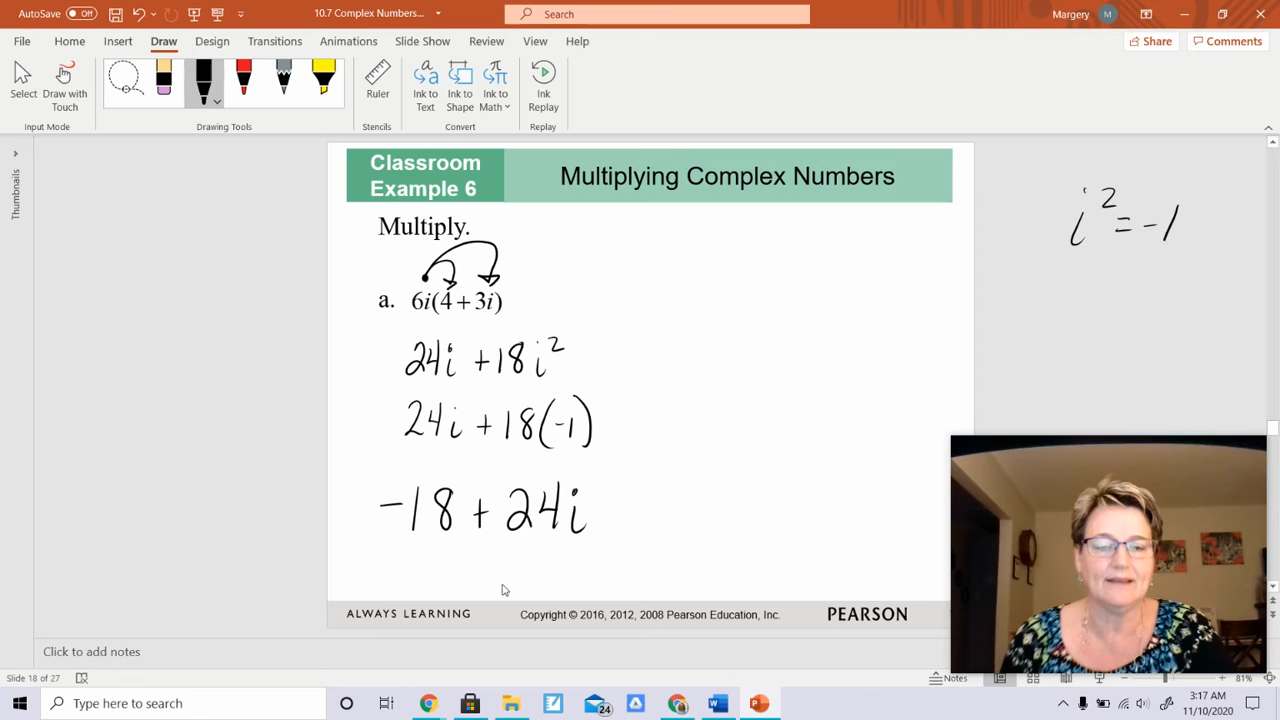 AutoSave Off 10.7 Complex Numbers... Search Margery M
File Home Insert Draw Design Transitions Animations Slide Show Review View Help Share Comments
Select Draw with Touch Ruler Ink to Text Ink to Shape Ink to Math Ink Replay
Input Mode Drawing Tools Stencils Convert Replay
Thumbnails
Classroom Example 6 Multiplying Complex Numbers
i² = -1
Multiply.
a. 6i(4 + 3i)
24i + 18i²
24i + 18(-1)
-18 + 24i
ALWAYS LEARNING Copyright © 2016, 2012, 2008 Pearson Education, Inc. PEARSON
Click to add notes
Slide 18 of 27 Notes 81%
Type here to search 24 3:17 AM
11/10/2020